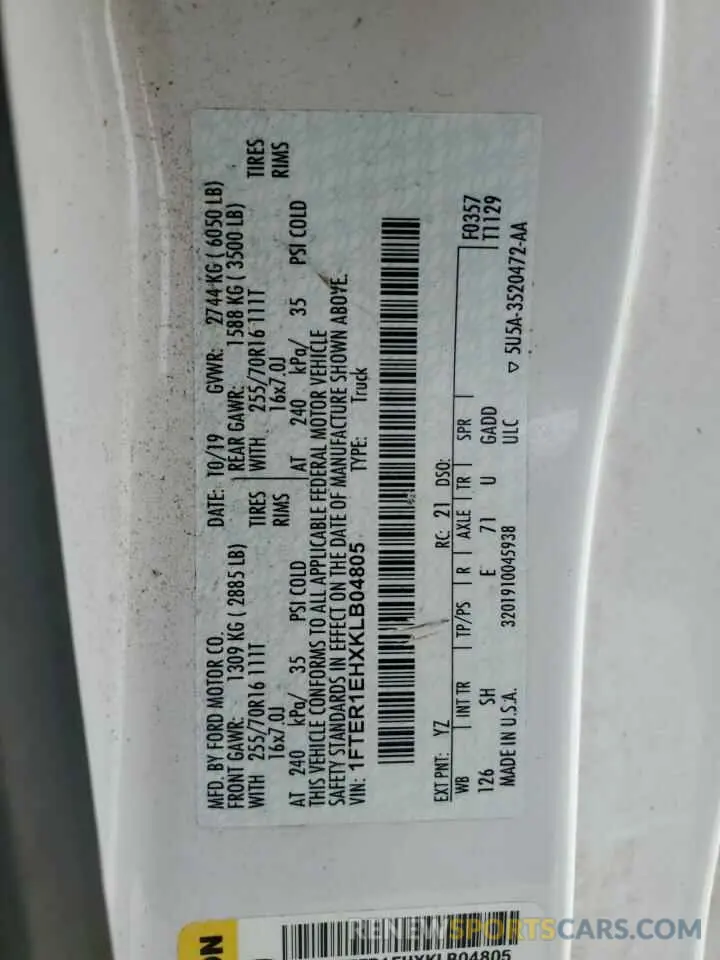 MFD. BY FORD MOTOR CO.
DATE: 10/19 GVWR: 2744 KG ( 6050 LB)
FRONT GAWR: 1309 KG ( 2885 LB) REAR GAWR: 1588 KG ( 3500 LB)
WITH 255/70R16 111T TIRES WITH 255/70R16 111T TIRES
16x7.0J RIMS 16x7.0J RIMS
AT 240 kPa/ 35 PSI COLD AT 240 kPa/ 35 PSI COLD
THIS VEHICLE CONFORMS TO ALL APPLICABLE FEDERAL MOTOR VEHICLE
SAFETY STANDARDS IN EFFECT ON THE DATE OF MANUFACTURE SHOWN ABOVE.
VIN: 1FTER1EHXKLB04805 TYPE: Truck
EXT PNT: YZ RC: 21 DSO:
WB INT TR TP/PS R AXLE TR SPR F0357
126 SH E 71 U GADD T1129
MADE IN U.S.A. 3201910045938 ULC
▽ 5U5A-3520472-AA
RENEWSPORTSCARS.COM